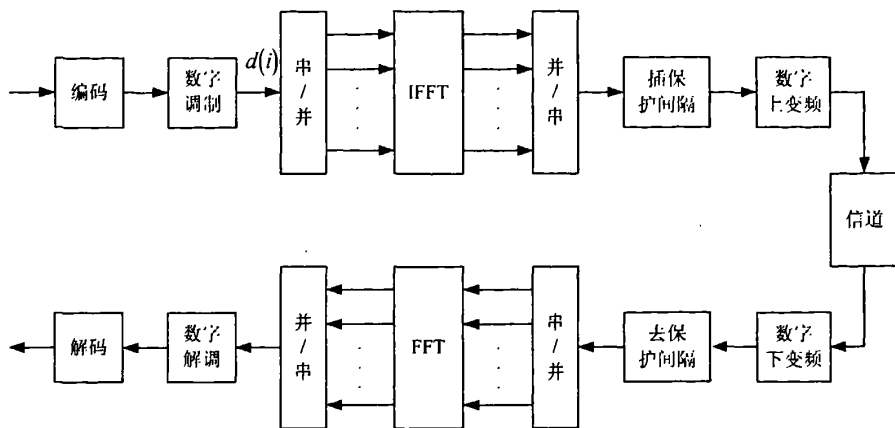 编码
数字
调制
d(i)
串
/
并
IFFT
并
/
串
插保
护间隔
数字
上变频
信道
解码
数字
解调
并
/
串
FFT
串
/
并
去保
护间隔
数字
下变频